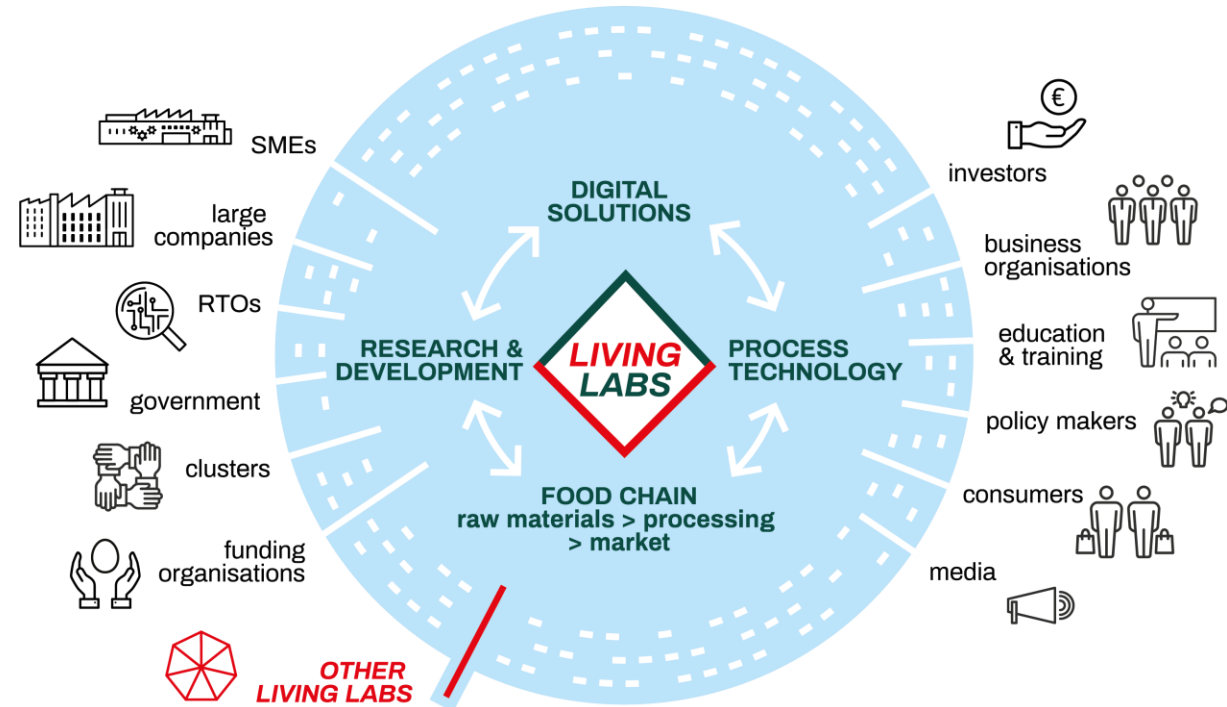 SMEs
large
companies
RTOs
government
clusters
funding
organisations
OTHER
LIVING LABS
DIGITAL
SOLUTIONS
RESEARCH &
DEVELOPMENT
LIVING
LABS
PROCESS
TECHNOLOGY
FOOD CHAIN
raw materials > processing
> market
€
investors
business
organisations
education
& training
policy makers
consumers
media